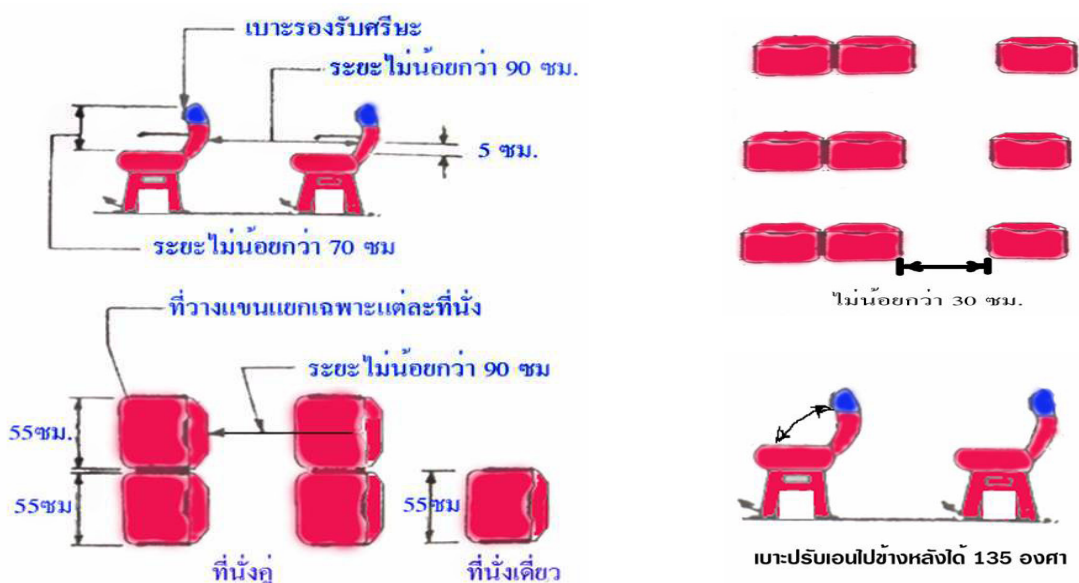 เบาะรองรับศรีษะ
ระยะไม่น้อยกว่า 90 ซม.
5 ซม.
ระยะไม่น้อยกว่า 70 ซม
ที่วางแขนแยกเฉพาะแต่ละที่นั่ง
ระยะไม่น้อยกว่า 90 ซม
55ซม.
55ซม
55ซม
ที่นั่งคู่
ที่นั่งเดี่ยว
ไม่น้อยกว่า 30 ซม.
เบาะปรับเอนไปข้างหลังได้ 135 องศา